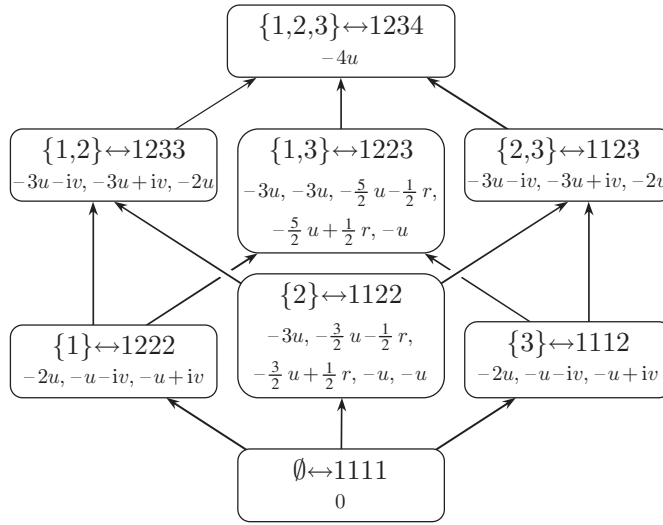 {1,2,3}↔1234
−4u
{1,2}↔1233
−3u−iv, −3u+iv, −2u
{1,3}↔1223
−3u, −3u, −5/2 u−1/2 r,
−5/2 u+1/2 r, −u
{2,3}↔1123
−3u−iv, −3u+iv, −2u
{1}↔1222
−2u, −u−iv, −u+iv
{2}↔1122
−3u, −3/2 u−1/2 r,
−3/2 u+1/2 r, −u, −u
{3}↔1112
−2u, −u−iv, −u+iv
∅↔1111
0